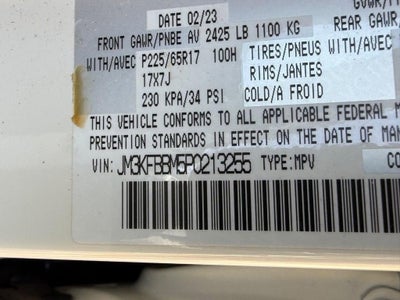 GVWR/
DATE 02/23
FRONT GAWR/PNBE AV 2425 LB 1100 KG
REAR GAWR/
WITH/AVEC P225/65R17 100H TIRES/PNEUS WITH/AVEC
17X7J RIMS/JANTES
230 KPA/34 PSI COLD/A FROID
THIS VEHICLE CONFORMS TO ALL APPLICABLE FEDERAL M
PREVENTION STANDARDS IN EFFECT ON THE DATE OF MAN
VIN: JM3KFBBM5P0213255 TYPE:MPV CO